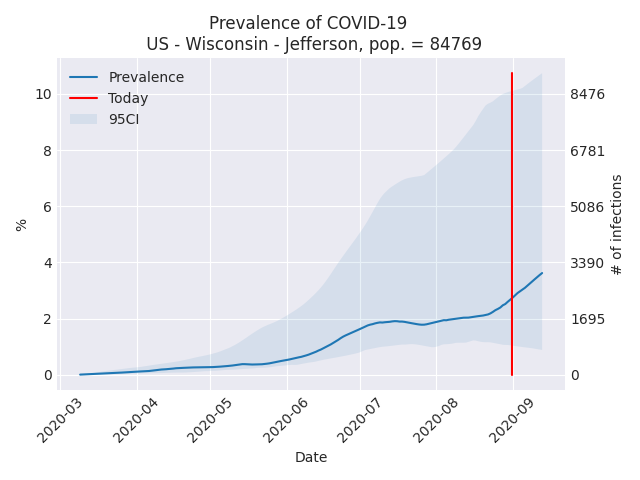 Prevalence of COVID-19
US - Wisconsin - Jefferson, pop. = 84769
Prevalence
Today
95CI
%
10
8
6
4
2
0
8476
6781
5086
3390
1695
0
# of infections
2020-03
2020-04
2020-05
2020-06
2020-07
2020-08
2020-09
Date